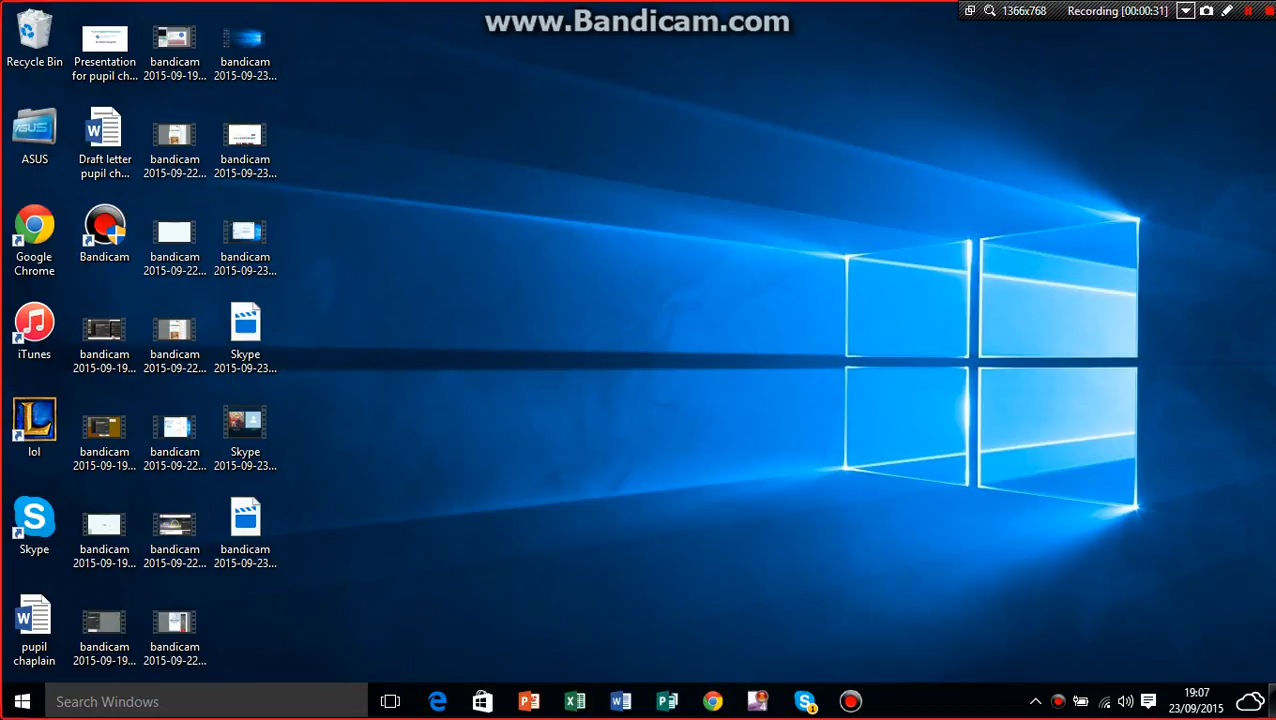 www.Bandicam.com
[00:00:31]
Recycle Bin
Presentation
for pupil ch...
bandicam
2015-09-19...
bandicam
2015-09-23...
ASUS
Draft letter
pupil ch...
bandicam
2015-09-22...
bandicam
2015-09-23...
Google
Chrome
Bandicam
bandicam
2015-09-22...
bandicam
2015-09-23...
iTunes
bandicam
2015-09-19...
bandicam
2015-09-22...
Skype
2015-09-23...
lol
bandicam
2015-09-19...
bandicam
2015-09-22...
Skype
2015-09-23...
Skype
bandicam
2015-09-19...
bandicam
2015-09-22...
bandicam
2015-09-23...
pupil
chaplain
bandicam
2015-09-19...
bandicam
2015-09-22...
Search Windows
9:07
23/09/2015